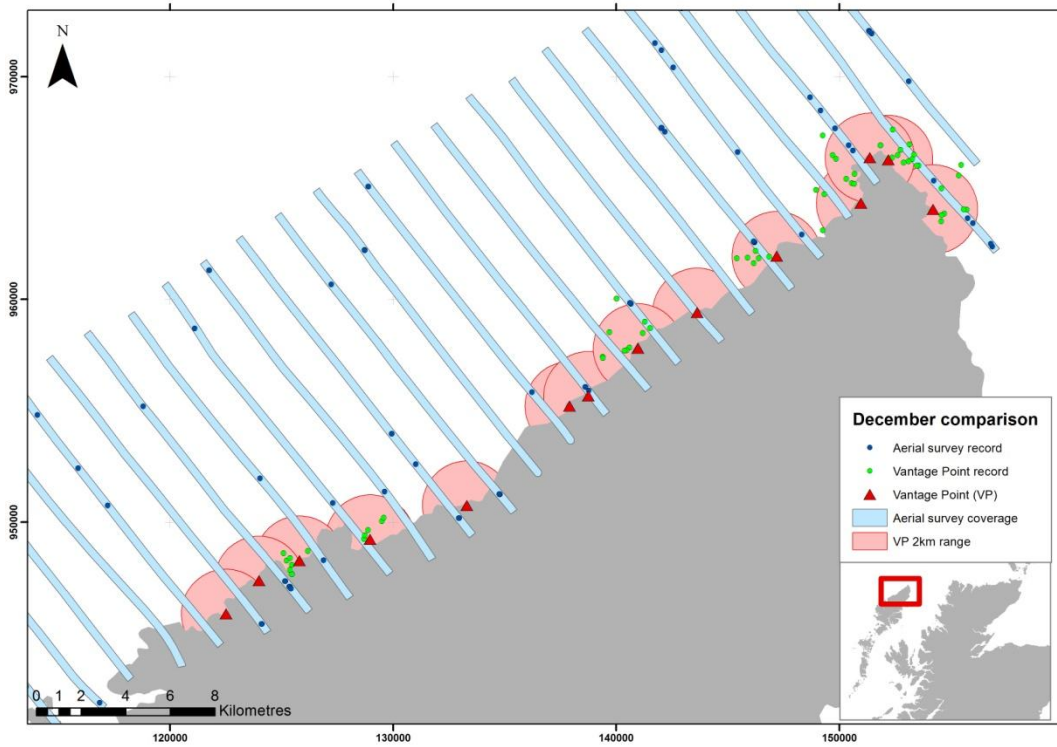 N
970000
960000
950000
December comparison
Aerial survey record
Vantage Point record
Vantage Point (VP)
Aerial survey coverage
VP 2km range
0 1 2 4 6 8
Kilometres
120000 130000 140000 150000